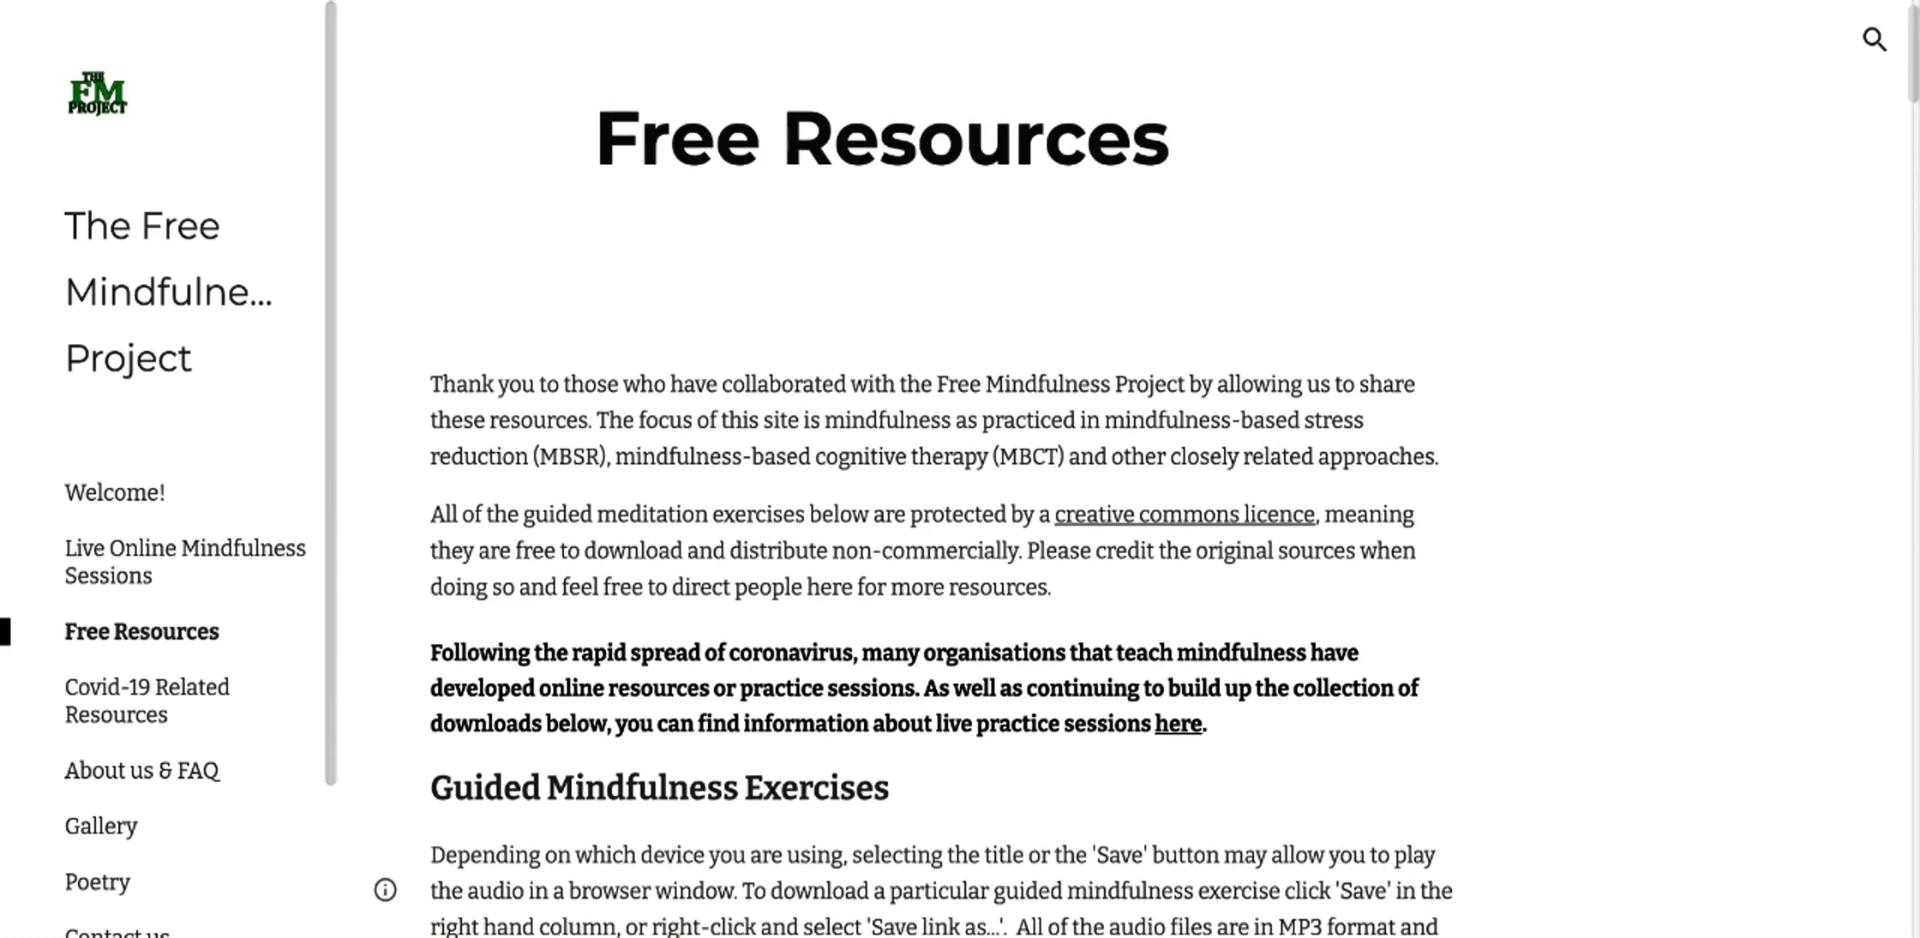 THE
FM
PROJECT
The Free
Mindfulne...
Project
Welcome!
Live Online Mindfulness
Sessions
Free Resources
Covid-19 Related
Resources
About us & FAQ
Gallery
Poetry
Contact us
Free Resources
Thank you to those who have collaborated with the Free Mindfulness Project by allowing us to share
these resources. The focus of this site is mindfulness as practiced in mindfulness-based stress
reduction (MBSR), mindfulness-based cognitive therapy (MBCT) and other closely related approaches.
All of the guided meditation exercises below are protected by a creative commons licence, meaning
they are free to download and distribute non-commercially. Please credit the original sources when
doing so and feel free to direct people here for more resources.
Following the rapid spread of coronavirus, many organisations that teach mindfulness have
developed online resources or practice sessions. As well as continuing to build up the collection of
downloads below, you can find information about live practice sessions here.
Guided Mindfulness Exercises
Depending on which device you are using, selecting the title or the 'Save' button may allow you to play
the audio in a browser window. To download a particular guided mindfulness exercise click 'Save' in the
right hand column, or right-click and select 'Save link as...'. All of the audio files are in MP3 format and